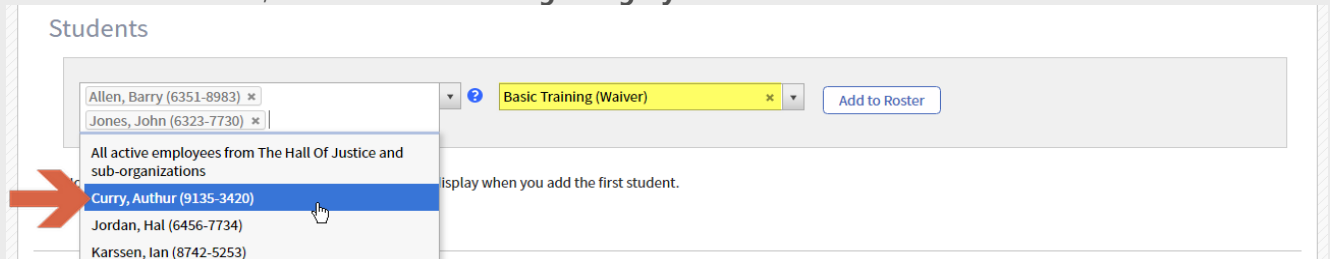 Students
Allen, Barry (6351-8983) ×
Jones, John (6323-7730) ×
? Basic Training (Waiver) × Add to Roster
All active employees from The Hall Of Justice and
sub-organizations
display when you add the first student.
Curry, Authur (9135-3420)
Jordan, Hal (6456-7734)
Karssen, Ian (8742-5253)